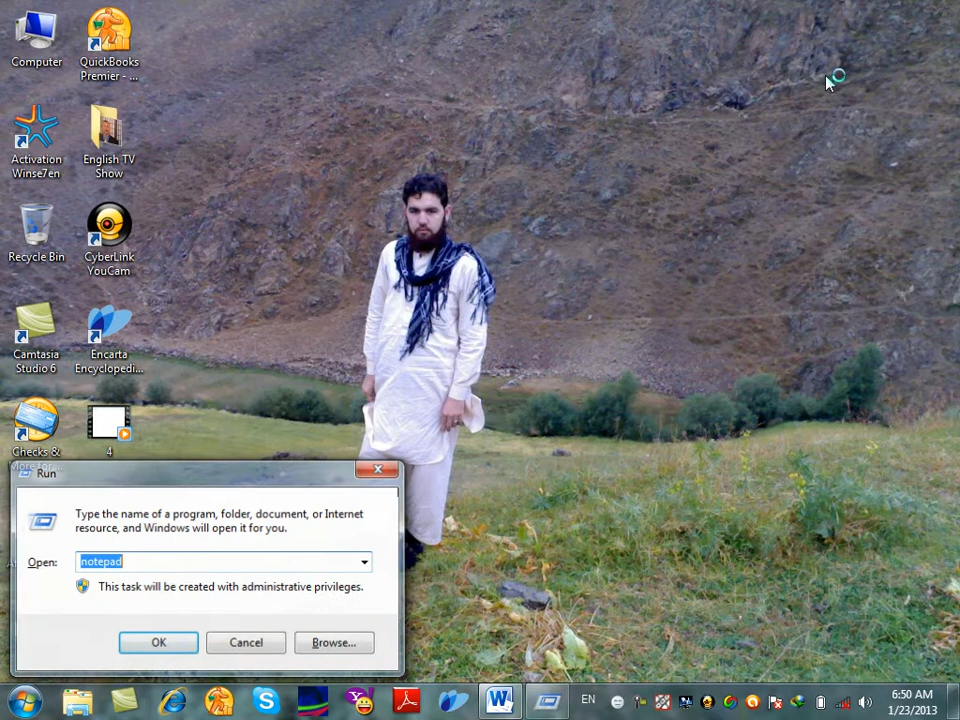 Computer
QuickBooks
Premier - ...
Activation
Winse7en
English TV
Show
Recycle Bin
CyberLink
YouCam
Camtasia
Studio 6
Encarta
Encyclopedi...
Checks &
More for...
4
Run
Type the name of a program, folder, document, or Internet
resource, and Windows will open it for you.
Open:
notepad
This task will be created with administrative privileges.
OK
Cancel
Browse...
EN
6:50 AM
1/23/2013